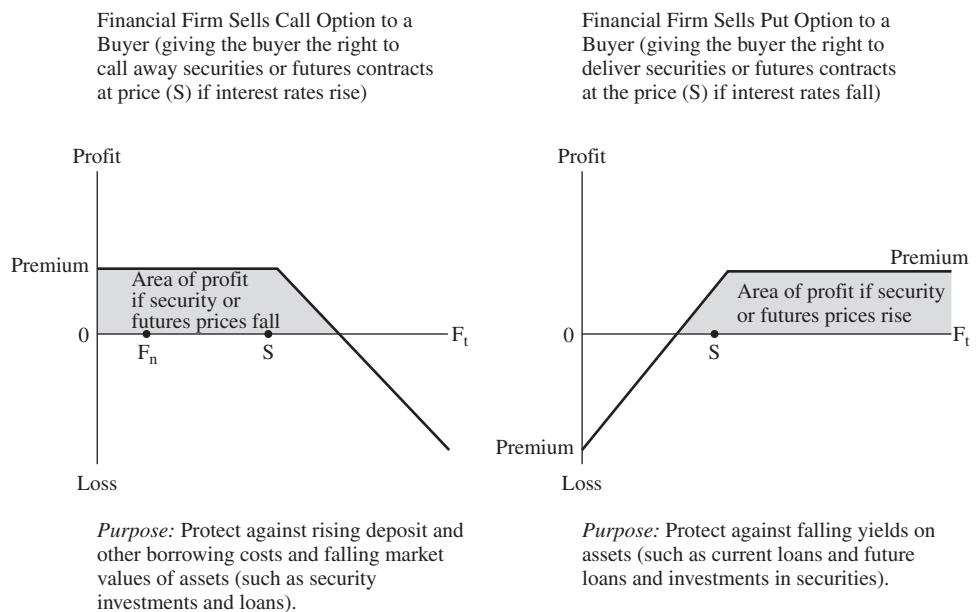 Financial Firm Sells Call Option to a
Buyer (giving the buyer the right to
call away securities or futures contracts
at price (S) if interest rates rise)
Profit
Premium
Area of profit
if security or
futures prices fall
0
F_t
F_n
S
Loss
Purpose: Protect against rising deposit and
other borrowing costs and falling market
values of assets (such as security
investments and loans).
Financial Firm Sells Put Option to a
Buyer (giving the buyer the right to
deliver securities or futures contracts
at the price (S) if interest rates fall)
Profit
Premium
Area of profit if security
or futures prices rise
0
F_t
S
Premium
Loss
Purpose: Protect against falling yields on
assets (such as current loans and future
loans and investments in securities).